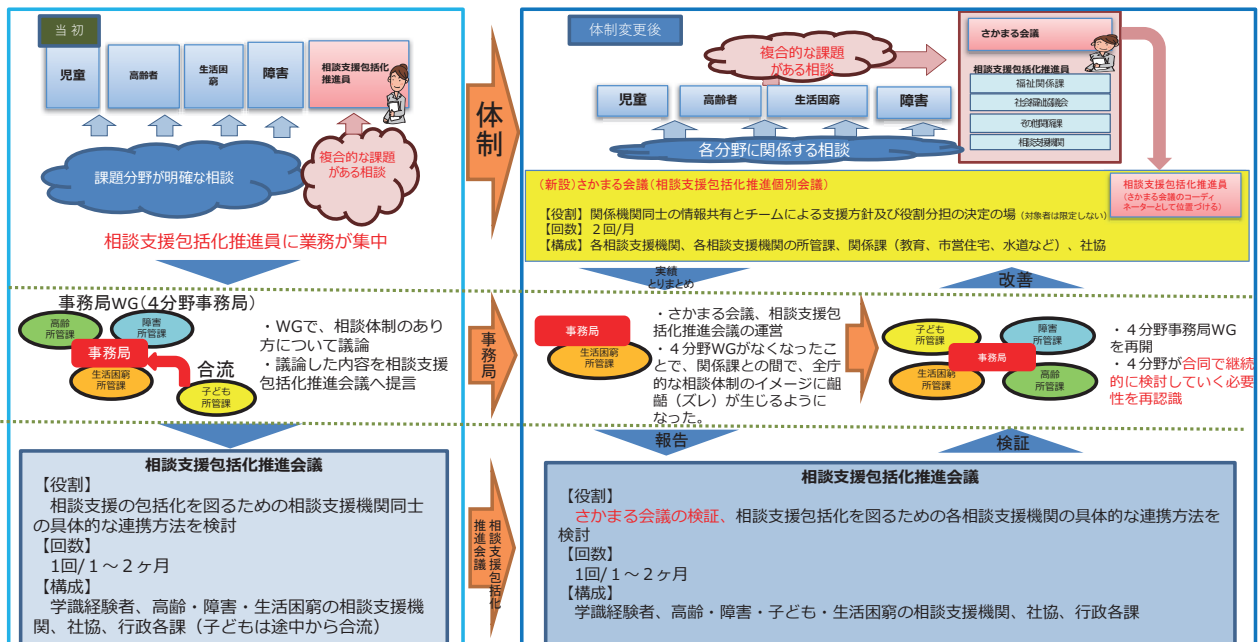 当初
児童
高齢者
生活困
窮
障害
相談支援包括化
推進員
課題分野が明確な相談
複合的な課題
がある相談
相談支援包括化推進員に業務が集中
体制
体制変更後
複合的な課題
がある相談
児童
高齢者
生活困窮
障害
各分野に関係する相談
さかまる会議
相談支援包括化推進員
福祉関係課
社会福祉協議会
その他関係課
相談支援機関
(新設)さかまる会議(相談支援包括化推進個別会議)
【役割】関係機関同士の情報共有とチームによる支援方針及び役割分担の決定の場(対象者は限定しない)
【回数】2回/月
【構成】各相談支援機関、各相談支援機関の所管課、関係課(教育、市営住宅、水道など)、社協
相談支援包括化推進員
(さかまる会議のコーディ
ネーターとして位置づける)
実績
とりまとめ
改善
事務局WG(4分野事務局)
高齢
所管課
障害
所管課
事務局
生活困窮
所管課
合流
子ども
所管課
・WGで、相談体制のあり
方について議論
・議論した内容を相談支援
包括化推進会議へ提言
事務局
事務局
生活困窮
所管課
・さかまる会議、相談支援包
括化推進会議の運営
・4分野WGがなくなったこ
とで、関係課との間で、全庁
的な相談体制のイメージに齟
齬(ズレ)が生じるように
なった。
子ども
所管課
障害
所管課
事務局
生活困窮
所管課
高齢
所管課
・4分野事務局WG
を再開
・4分野が合同で継続
的に検討していく必要
性を再認識
報告
検証
相談支援包括化推進会議
【役割】
相談支援の包括化を図るための相談支援機関同士
の具体的な連携方法を検討
【回数】
1回/1~2ヶ月
【構成】
学識経験者、高齢・障害・生活困窮の相談支援機
関、社協、行政各課(子どもは途中から合流)
相談支援包括化
推進会議
相談支援包括化推進会議
【役割】
さかまる会議の検証、相談支援包括化を図るための各相談支援機関の具体的な連携方法を
検討
【回数】
1回/1~2ヶ月
【構成】
学識経験者、高齢・障害・子ども・生活困窮の相談支援機関、社協、行政各課